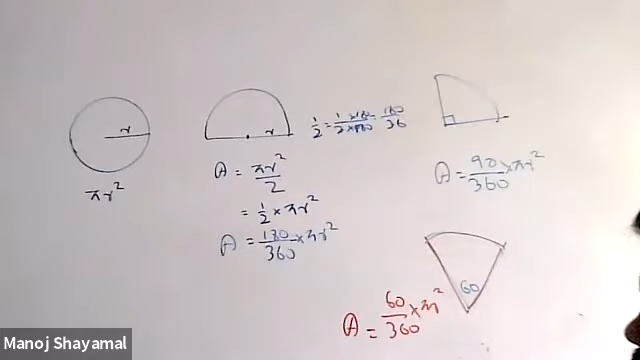 r
πr²
r
A = πr²/2
= 1/2 × πr²
A = 180/360 × πr²
1/2 = 1×180/2×180 = 180/36
A = 90/360 × πr²
60
A = 60/360 × πr²
Manoj Shayamal